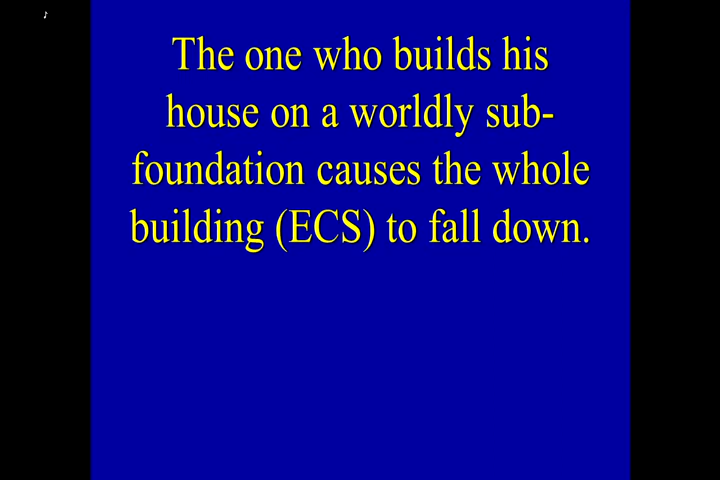 The one who builds his
house on a worldly sub-
foundation causes the whole
building (ECS) to fall down.